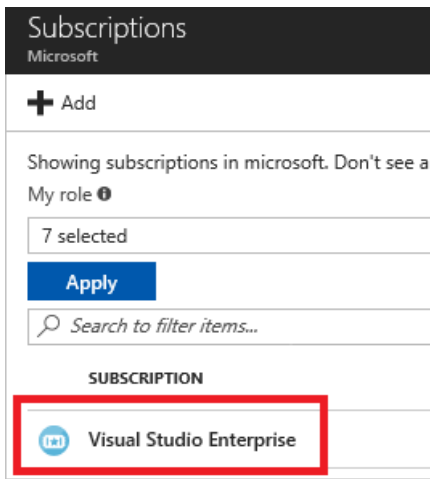 Subscriptions
Microsoft
Add
Showing subscriptions in microsoft. Don't see a
My role
7 selected
Apply
Search to filter items...
SUBSCRIPTION
Visual Studio Enterprise